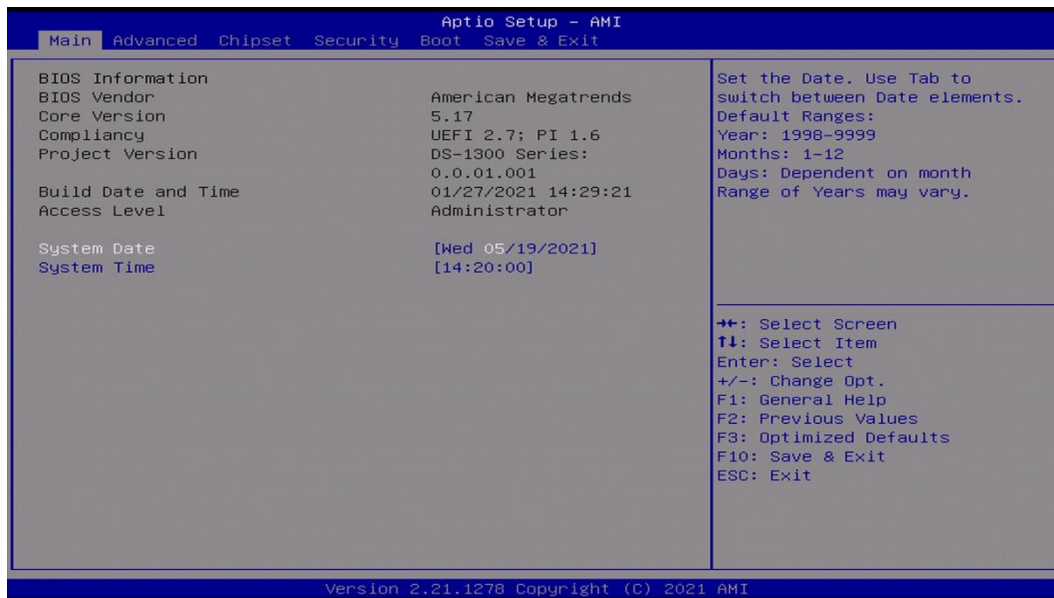 Aptio Setup – AMI
Main Advanced Chipset Security Boot Save & Exit
BIOS Information
BIOS Vendor American Megatrends
Core Version 5.17
Compliancy UEFI 2.7; PI 1.6
Project Version DS-1300 Series:
0.0.01.001
Build Date and Time 01/27/2021 14:29:21
Access Level Administrator
System Date [Wed 05/19/2021]
System Time [14:20:00]
Set the Date. Use Tab to
switch between Date elements.
Default Ranges:
Year: 1998-9999
Months: 1-12
Days: Dependent on month
Range of Years may vary.
→←: Select Screen
↑↓: Select Item
Enter: Select
+/-: Change Opt.
F1: General Help
F2: Previous Values
F3: Optimized Defaults
F10: Save & Exit
ESC: Exit
Version 2.21.1278 Copyright (C) 2021 AMI